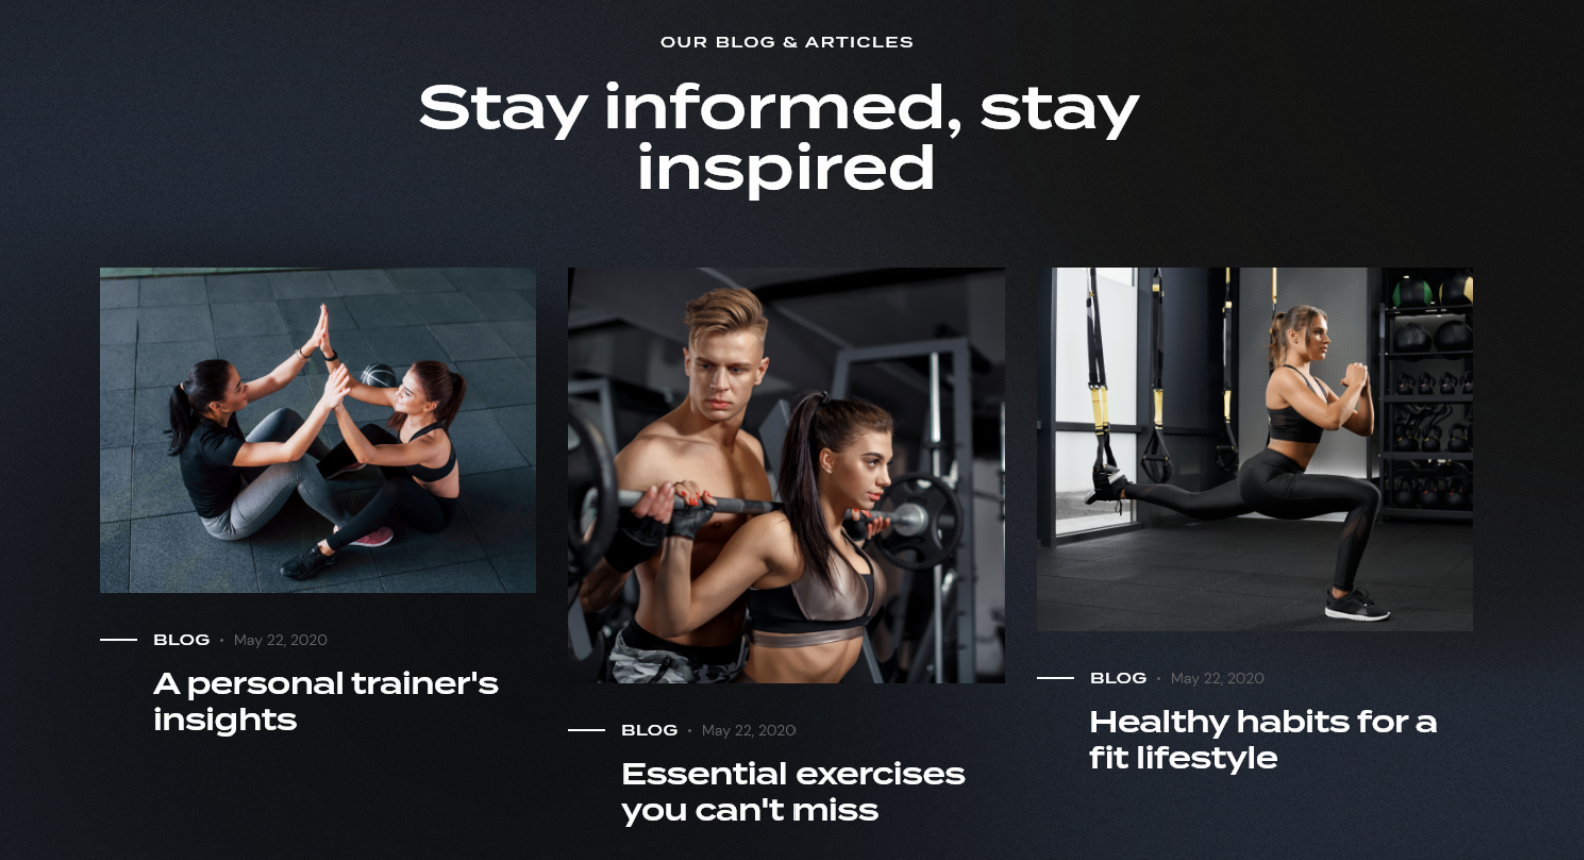 OUR BLOG & ARTICLES
Stay informed, stay
inspired
BLOG • May 22, 2020
A personal trainer's
insights
BLOG • May 22, 2020
Essential exercises
you can't miss
BLOG • May 22, 2020
Healthy habits for a
fit lifestyle